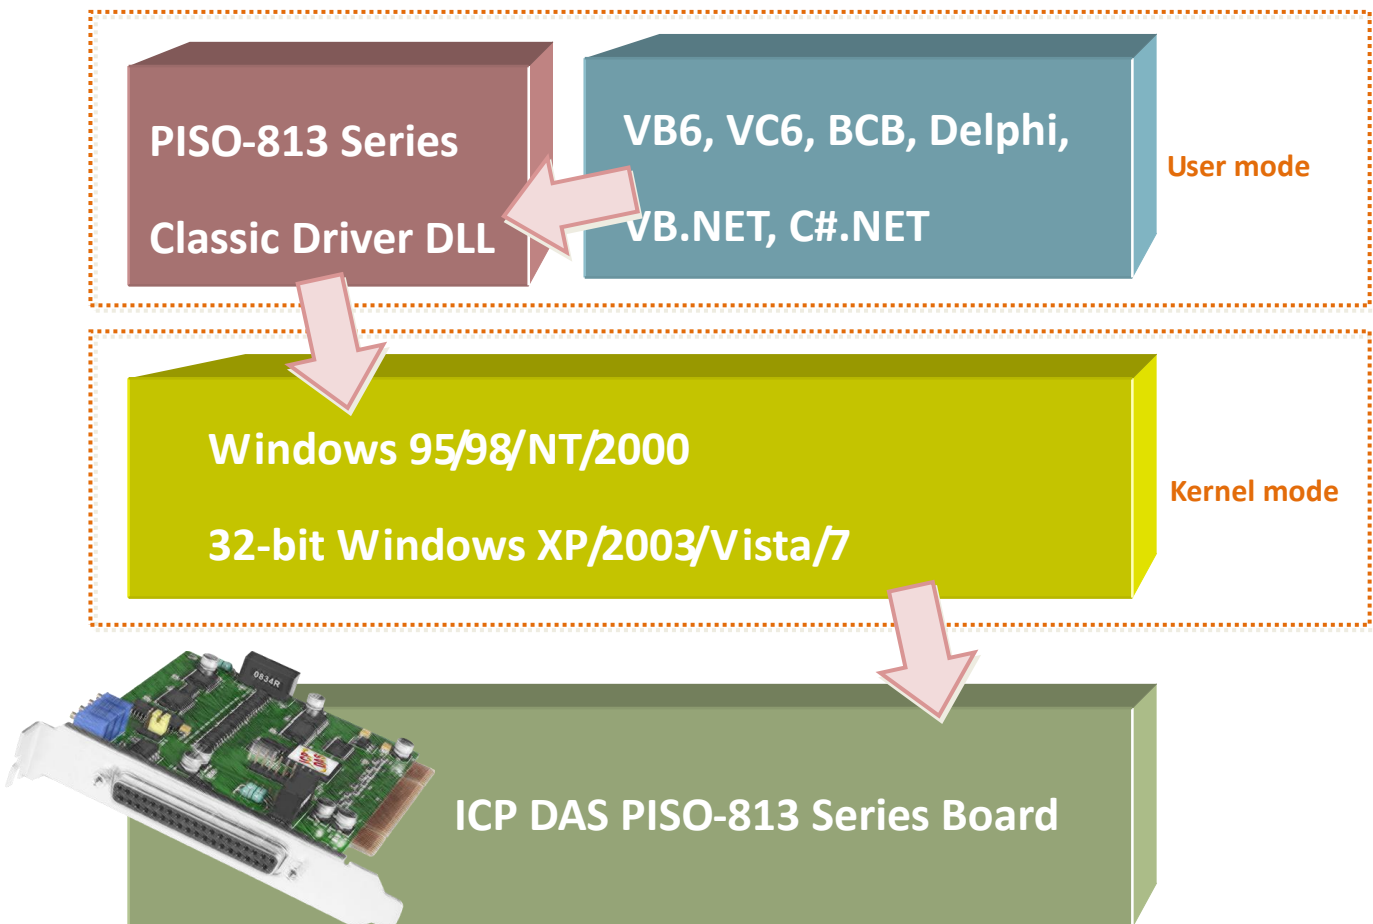 PISO-813 Series
Classic Driver DLL
VB6, VC6, BCB, Delphi,
VB.NET, C#.NET
User mode
Windows 95/98/NT/2000
32-bit Windows XP/2003/Vista/7
Kernel mode
0834R
ICP DAS PISO-813 Series Board